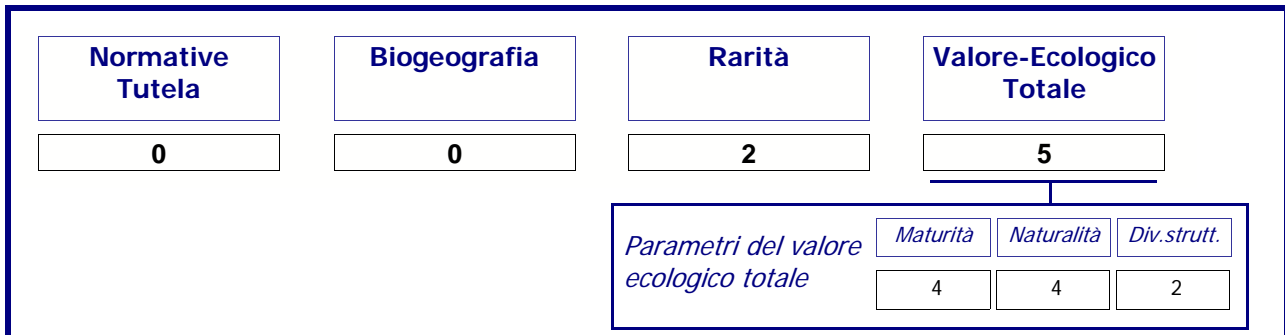 Normative
Tutela
Biogeografia
Rarità
Valore-Ecologico
Totale
0
0
2
5
Parametri del valore
ecologico totale
Maturità
Naturalità
Div.strutt.
4
4
2